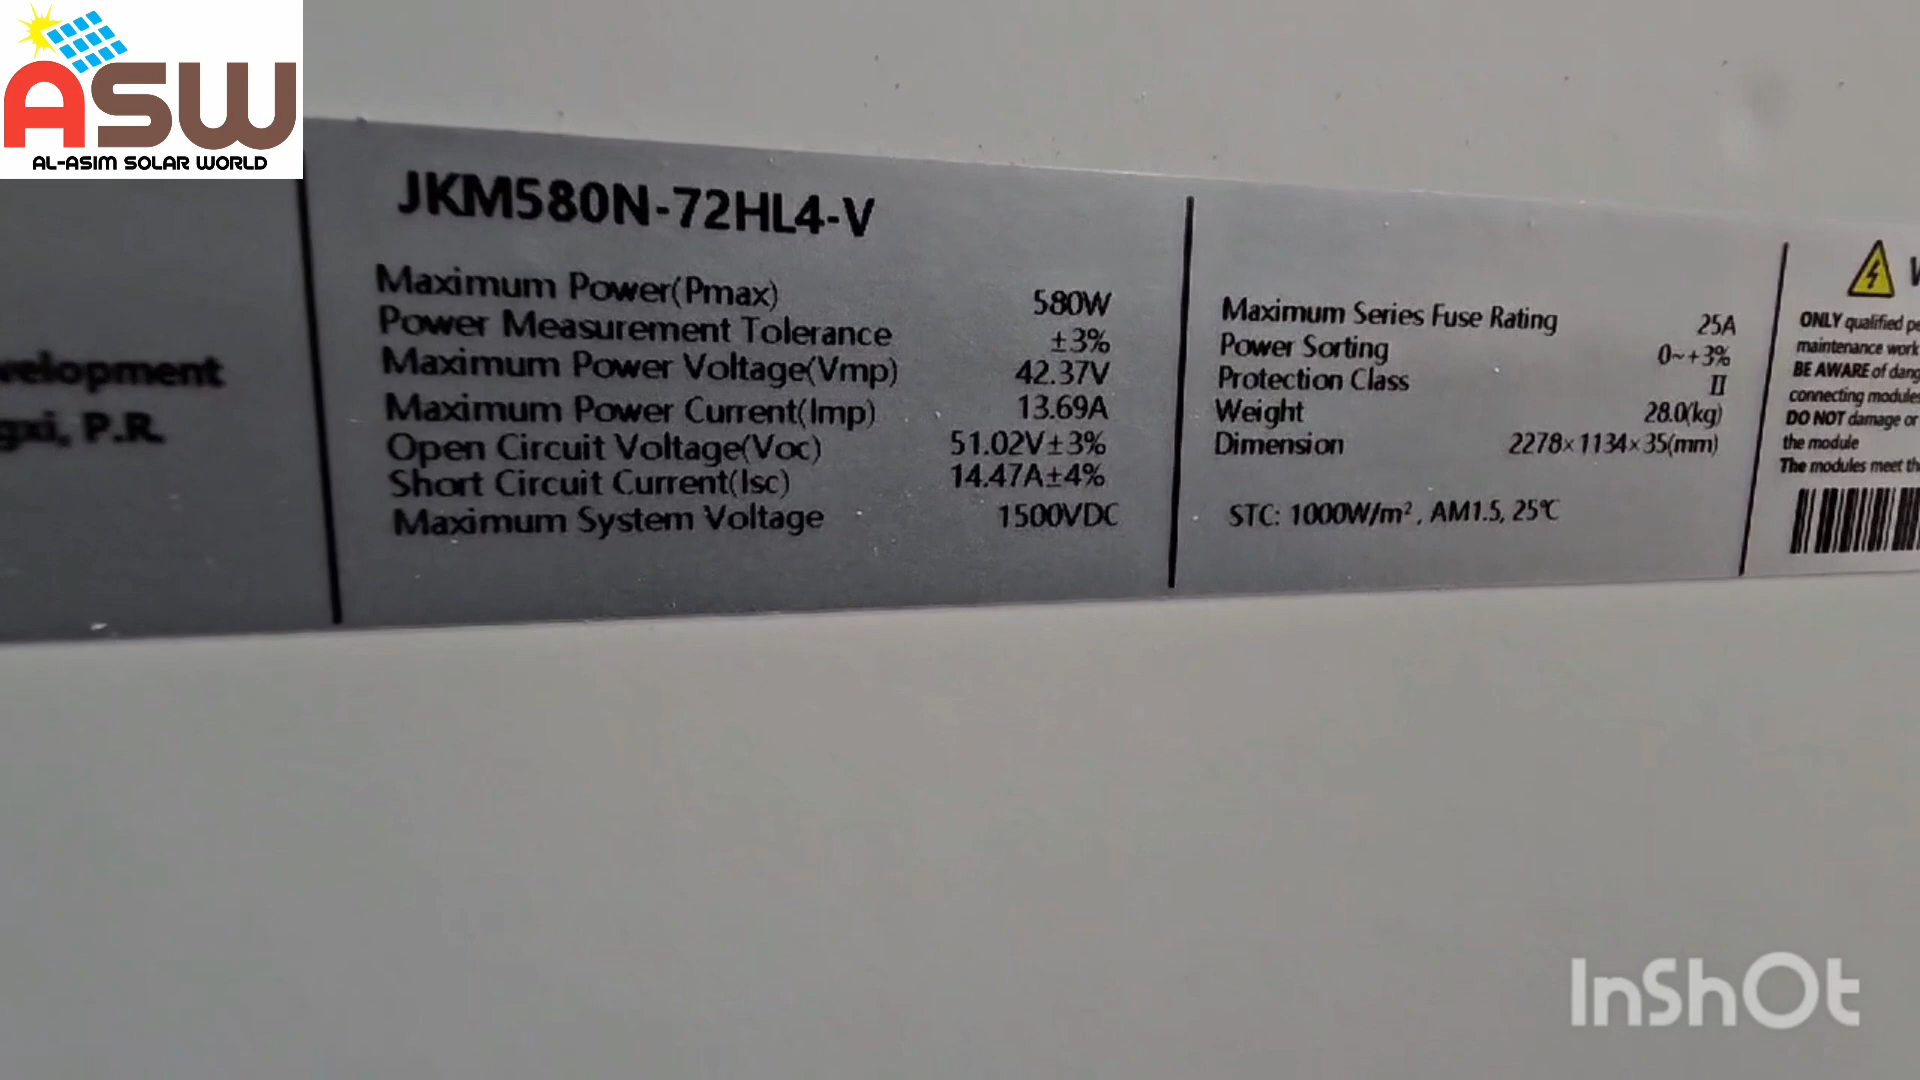 ASW
AL-ASIM SOLAR WORLD
gxi, P.R.
JKM580N-72HL4-V
Maximum Power(Pmax) 580W
Power Measurement Tolerance ±3%
Maximum Power Voltage(Vmp) 42.37V
Maximum Power Current(Imp) 13.69A
Open Circuit Voltage(Voc) 51.02V±3%
Short Circuit Current(Isc) 14.47A±4%
Maximum System Voltage 1500VDC
Maximum Series Fuse Rating 25A
Power Sorting 0~+3%
Protection Class II
Weight 28.0(kg)
Dimension 2278×1134×35(mm)
STC: 1000W/m², AM1.5, 25℃
ONLY qualified
maintenance work
BE AWARE of
connecting modules
DO NOT damage or
the module
The modules meet
InShOt